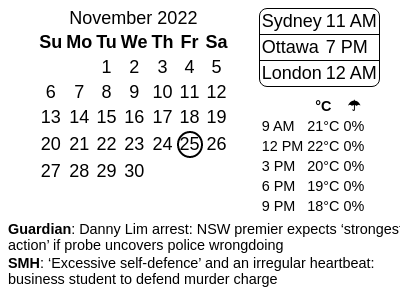 November 2022
Su Mo Tu We Th Fr Sa
1 2 3 4 5
6 7 8 9 10 11 12
13 14 15 16 17 18 19
20 21 22 23 24 25 26
27 28 29 30
Sydney 11 AM
Ottawa 7 PM
London 12 AM
°C ☂
9 AM 21°C 0%
12 PM 22°C 0%
3 PM 20°C 0%
6 PM 19°C 0%
9 PM 18°C 0%
Guardian: Danny Lim arrest: NSW premier expects ‘strongest
action’ if probe uncovers police wrongdoing
SMH: ‘Excessive self-defence’ and an irregular heartbeat:
business student to defend murder charge